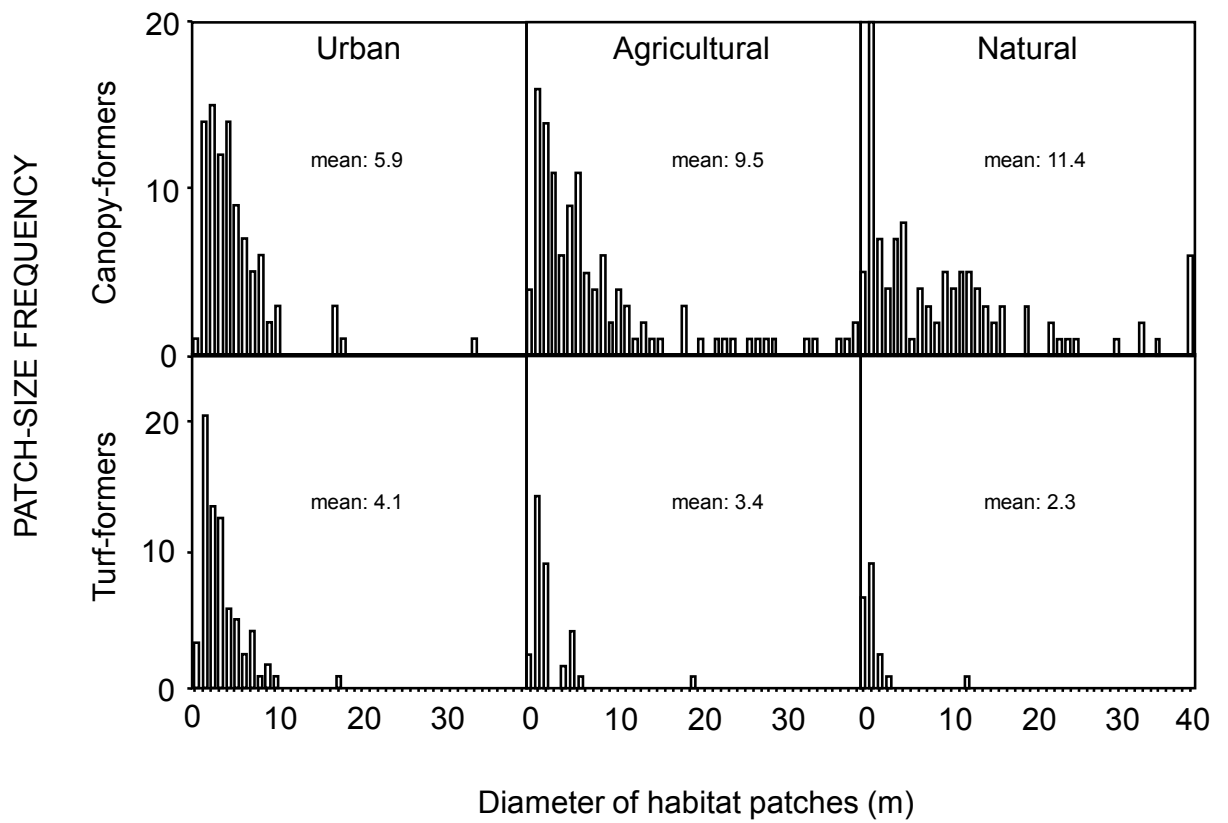 Urban
Agricultural
Natural
mean: 5.9
mean: 9.5
mean: 11.4
20
10
0
Canopy-formers
PATCH-SIZE FREQUENCY
mean: 4.1
mean: 3.4
mean: 2.3
20
10
0
Turf-formers
0 10 20 30 0 10 20 30 0 10 20 30 40
Diameter of habitat patches (m)